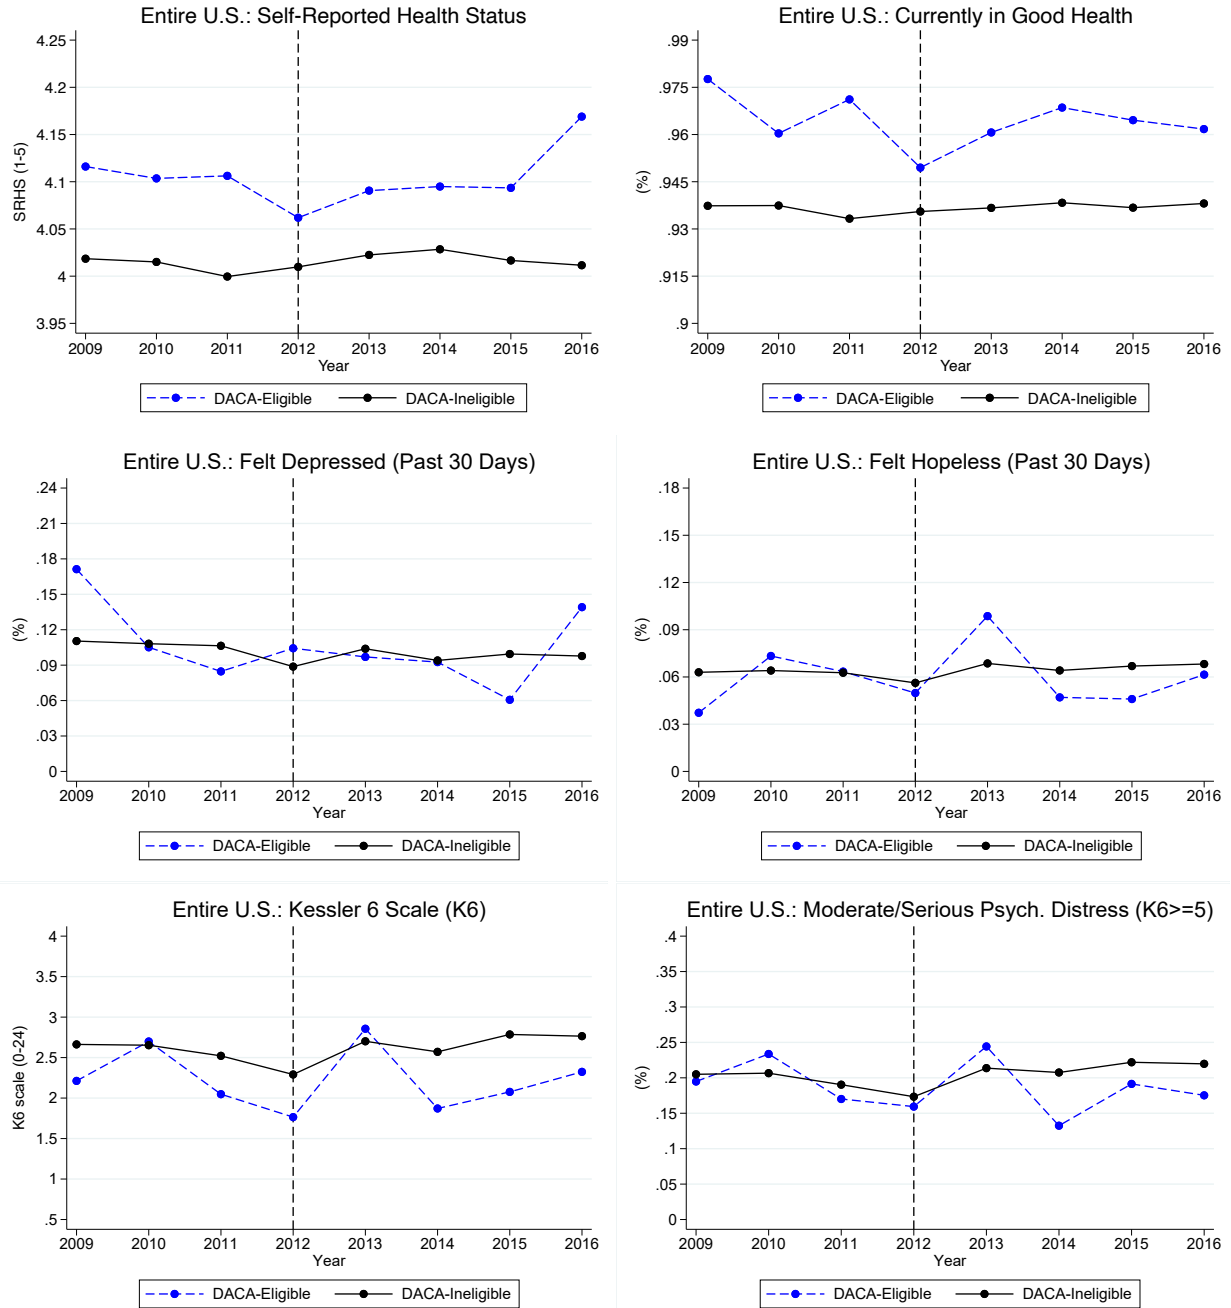 Entire U.S.: Self-Reported Health Status
4.25
4.2
4.15
4.1
4.05
4
3.95
SRHS (1-5)
2009 2010 2011 2012 2013 2014 2015 2016
Year
DACA-Eligible DACA-Ineligible
Entire U.S.: Currently in Good Health
.99
.975
.96
.945
.93
.915
.9
(%)
2009 2010 2011 2012 2013 2014 2015 2016
Year
DACA-Eligible DACA-Ineligible
Entire U.S.: Felt Depressed (Past 30 Days)
.24
.21
.18
.15
.12
.09
.06
.03
0
(%)
2009 2010 2011 2012 2013 2014 2015 2016
Year
DACA-Eligible DACA-Ineligible
Entire U.S.: Felt Hopeless (Past 30 Days)
.18
.15
.12
.09
.06
.03
0
(%)
2009 2010 2011 2012 2013 2014 2015 2016
Year
DACA-Eligible DACA-Ineligible
Entire U.S.: Kessler 6 Scale (K6)
4
3.5
3
2.5
2
1.5
1
.5
K6 scale (0-24)
2009 2010 2011 2012 2013 2014 2015 2016
Year
DACA-Eligible DACA-Ineligible
Entire U.S.: Moderate/Serious Psych. Distress (K6>=5)
.4
.35
.3
.25
.2
.15
.1
.05
0
(%)
2009 2010 2011 2012 2013 2014 2015 2016
Year
DACA-Eligible DACA-Ineligible